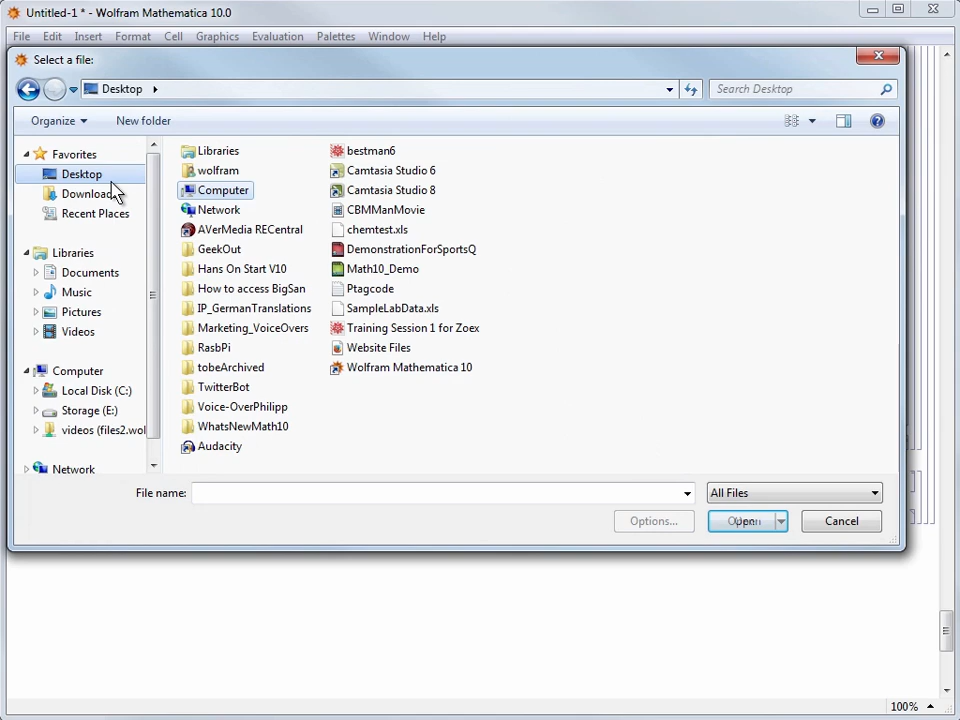 Untitled-1 * - Wolfram Mathematica 10.0
File Edit Insert Format Cell Graphics Evaluation Palettes Window Help
Select a file:
Desktop
Search Desktop
Organize New folder
Favorites
Desktop
Downloads
Recent Places
Libraries
Documents
Music
Pictures
Videos
Computer
Local Disk (C:)
Storage (E:)
videos (files2.wol
Network
Libraries
wolfram
Computer
Network
AVerMedia RECentral
GeekOut
Hans On Start V10
How to access BigSan
IP_GermanTranslations
Marketing_VoiceOvers
RasbPi
tobeArchived
TwitterBot
Voice-OverPhilipp
WhatsNewMath10
Audacity
bestman6
Camtasia Studio 6
Camtasia Studio 8
CBMManMovie
chemtest.xls
DemonstrationForSportsQ
Math10_Demo
Ptagcode
SampleLabData.xls
Training Session 1 for Zoex
Website Files
Wolfram Mathematica 10
File name:
All Files
Options... Open Cancel
100%